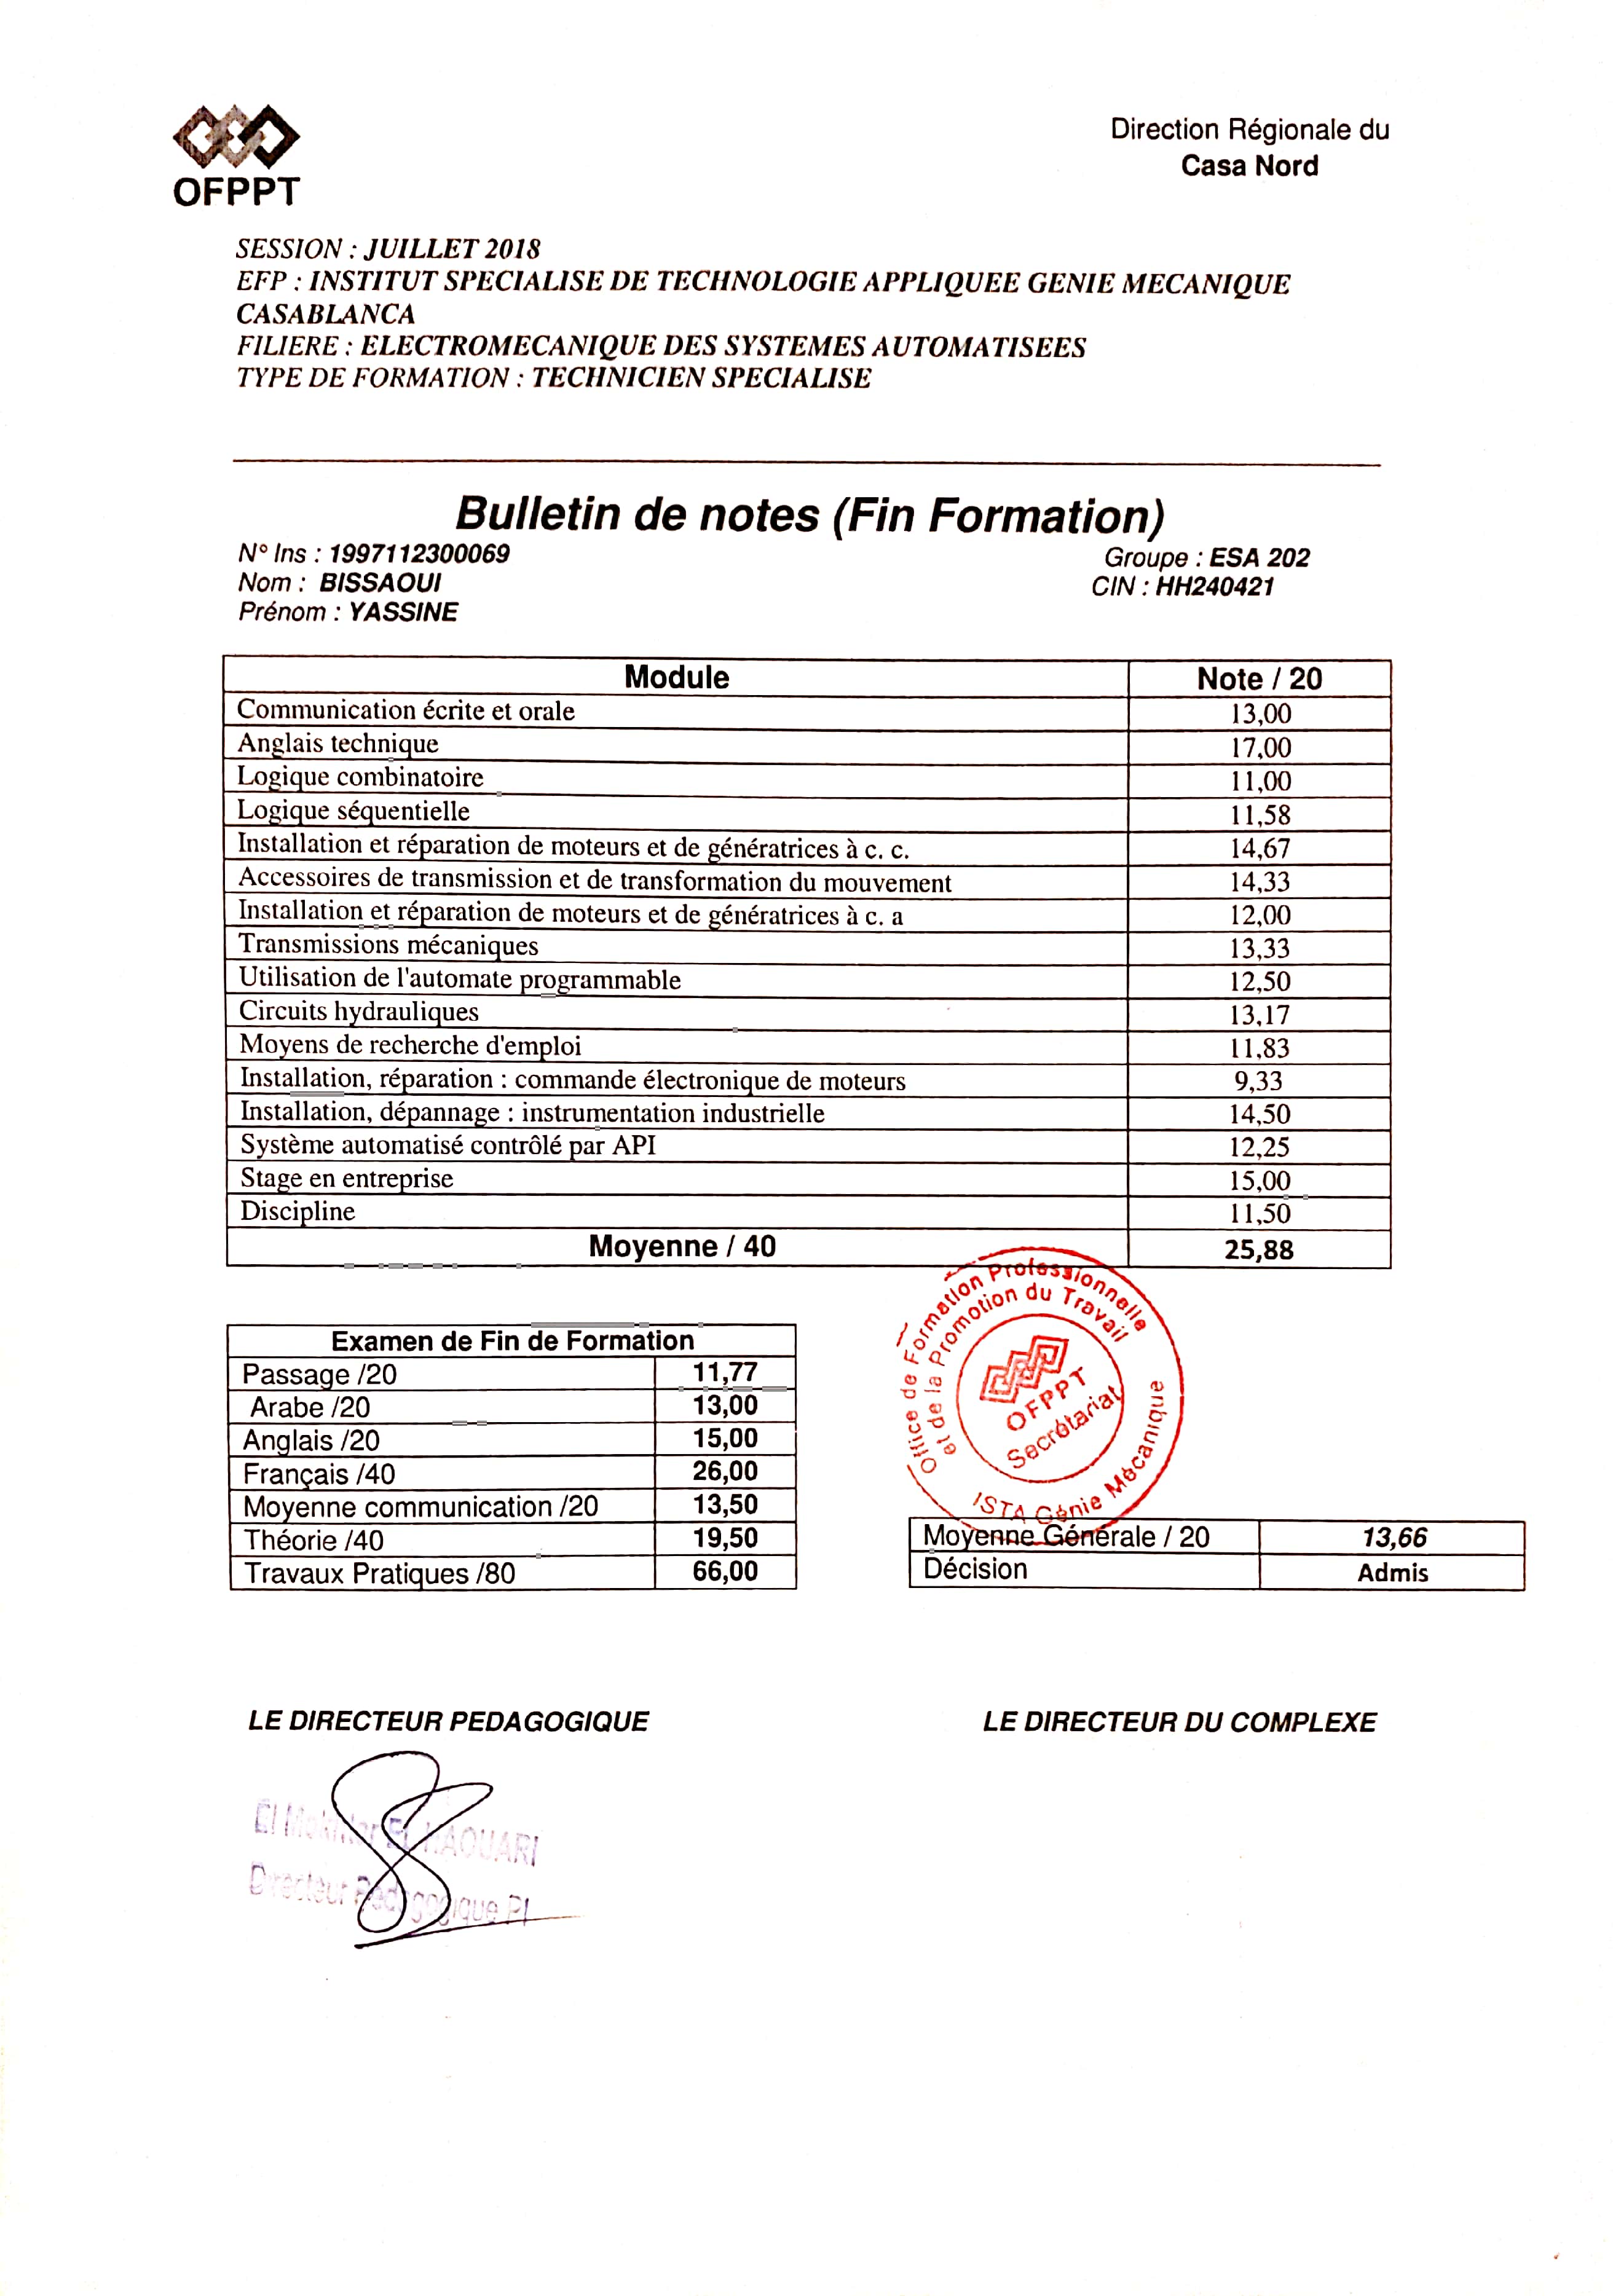 OFPPT
Direction Régionale du
Casa Nord
SESSION : JUILLET 2018
EFP : INSTITUT SPECIALISE DE TECHNOLOGIE APPLIQUEE GENIE MECANIQUE
CASABLANCA
FILIERE : ELECTROMECANIQUE DES SYSTEMES AUTOMATISEES
TYPE DE FORMATION : TECHNICIEN SPECIALISE
Bulletin de notes (Fin Formation)
N° Ins : 1997112300069 Groupe : ESA 202
Nom : BISSAOUI CIN : HH240421
Prénom : YASSINE
Module Note / 20
Communication écrite et orale 13,00
Anglais technique 17,00
Logique combinatoire 11,00
Logique séquentielle 11,58
Installation et réparation de moteurs et de génératrices à c. c. 14,67
Accessoires de transmission et de transformation du mouvement 14,33
Installation et réparation de moteurs et de génératrices à c. a 12,00
Transmissions mécaniques 13,33
Utilisation de l'automate programmable 12,50
Circuits hydrauliques 13,17
Moyens de recherche d'emploi 11,83
Installation, réparation : commande électronique de moteurs 9,33
Installation, dépannage : instrumentation industrielle 14,50
Système automatisé contrôlé par API 12,25
Stage en entreprise 15,00
Discipline 11,50
Moyenne / 40 25,88
Office de Formation Professionnelle
et de la Promotion du Travail
OFPPT
Secrétariat
ISTA Génie Mécanique
Examen de Fin de Formation
Passage /20 11,77
Arabe /20 13,00
Anglais /20 15,00
Français /40 26,00
Moyenne communication /20 13,50
Théorie /40 19,50
Travaux Pratiques /80 66,00
Moyenne Générale / 20 13,66
Décision Admis
LE DIRECTEUR PEDAGOGIQUE LE DIRECTEUR DU COMPLEXE
El
Directeur Pédagogique PI